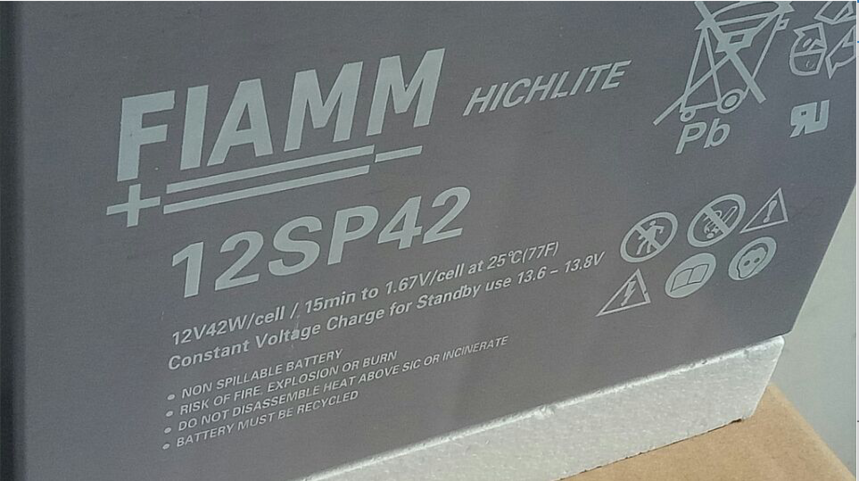 FIAMM HICHLITE
Pb
12SP42
12V42W/cell / 15min to 1.67V/cell at 25°C(77F)
Constant Voltage Charge for Standby use 13.6 - 13.8V
• NON SPILLABLE BATTERY
• RISK OF FIRE, EXPLOSION OR BURN
• DO NOT DISASSEMBLE HEAT ABOVE SIC OR INCINERATE
• BATTERY MUST BE RECYCLED